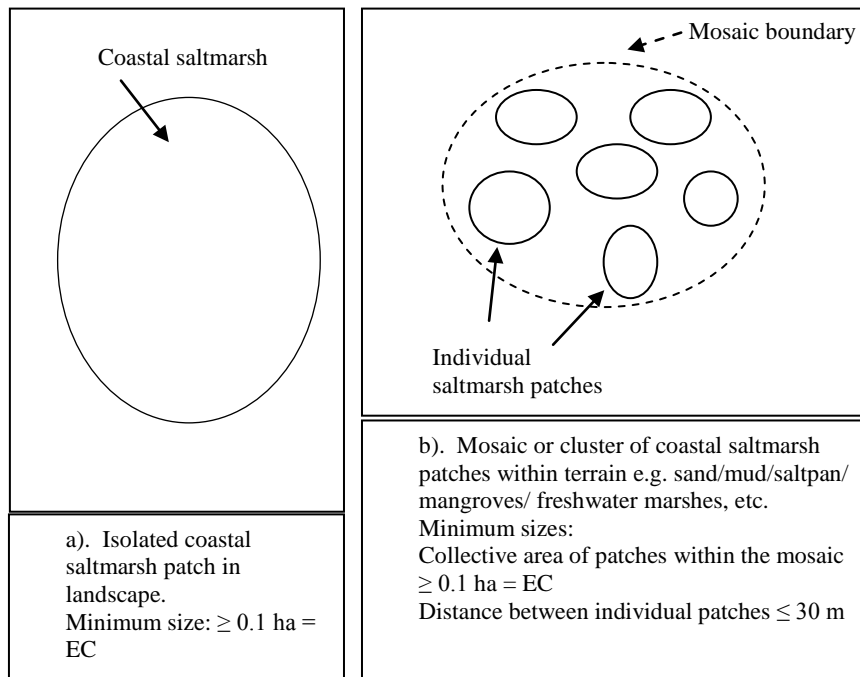 Coastal saltmarsh
a). Isolated coastal
saltmarsh patch in
landscape.
Minimum size: ≥ 0.1 ha =
EC
Mosaic boundary
Individual
saltmarsh patches
b). Mosaic or cluster of coastal saltmarsh
patches within terrain e.g. sand/mud/saltpan/
mangroves/ freshwater marshes, etc.
Minimum sizes:
Collective area of patches within the mosaic
≥ 0.1 ha = EC
Distance between individual patches ≤ 30 m